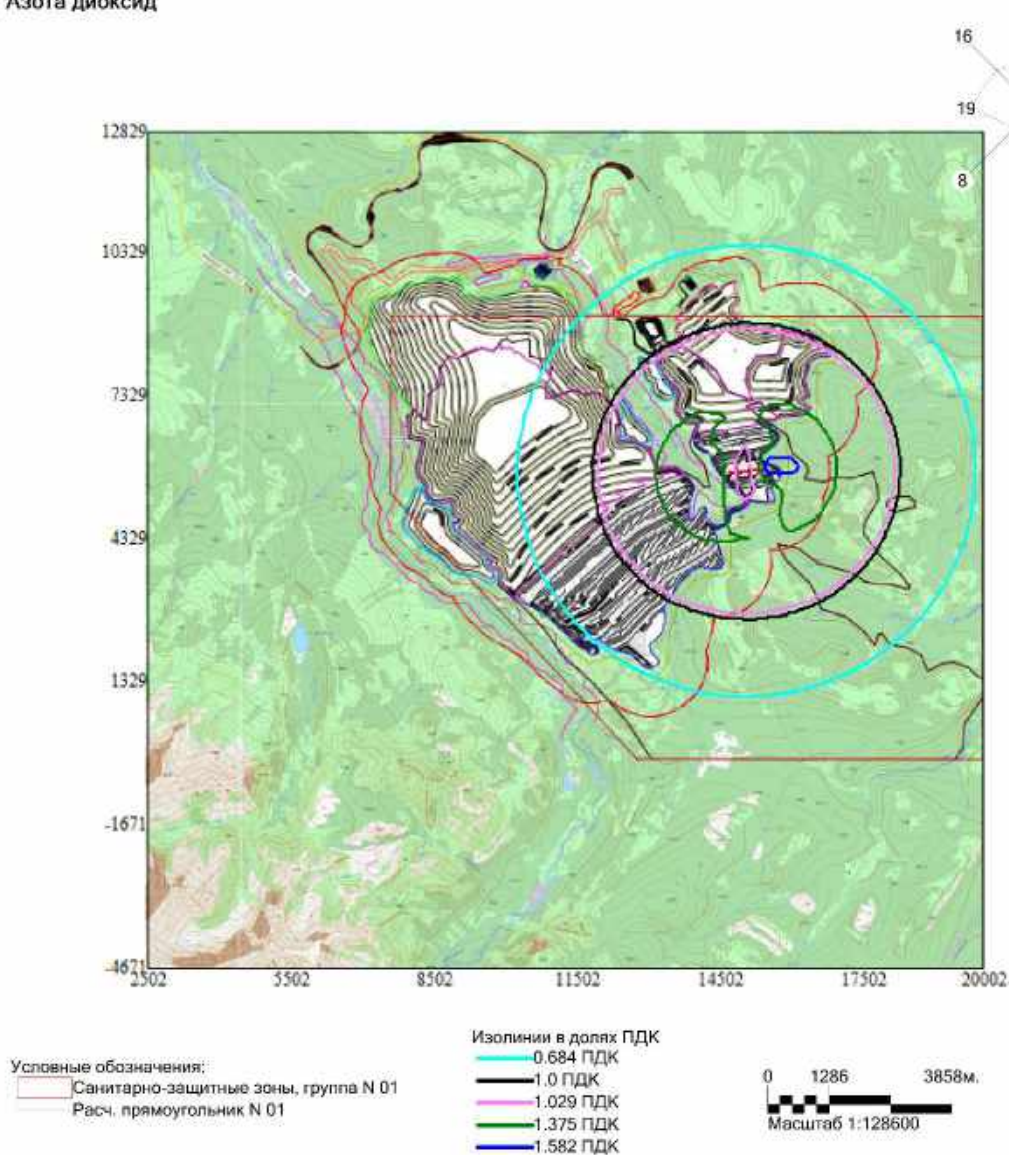 Азота диоксид
16
19
8
12829
10329
7329
4329
1329
-1671
-4671
2502
5502
8502
11502
14502
17502
20002
Изолинии в долях ПДК
0.684 ПДК
1.0 ПДК
1.029 ПДК
1.375 ПДК
1.582 ПДК
Условные обозначения:
Санитарно-защитные зоны, группа N 01
Расч. прямоугольник N 01
0 1286 3858м.
Масштаб 1:128600